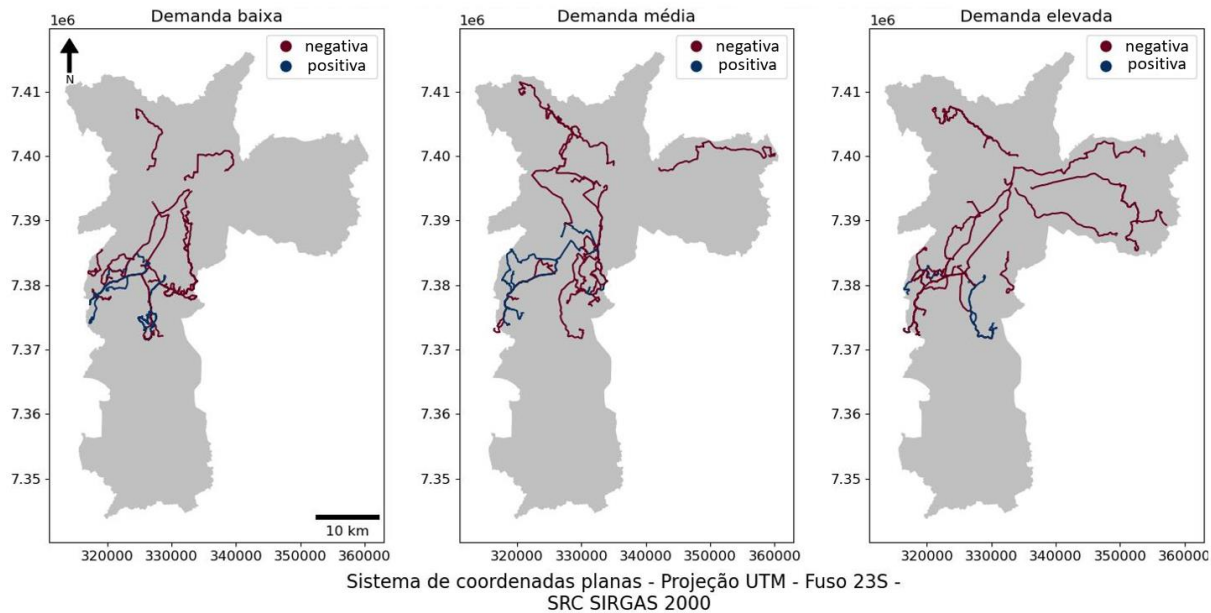 Demanda baixa
1e6
N
negativa
positiva
7.41
7.40
7.39
7.38
7.37
7.36
7.35
10 km
320000 330000 340000 350000 360000
Demanda média
1e6
negativa
positiva
7.41
7.40
7.39
7.38
7.37
7.36
7.35
320000 330000 340000 350000 360000
Demanda elevada
1e6
negativa
positiva
7.41
7.40
7.39
7.38
7.37
7.36
7.35
320000 330000 340000 350000 360000
Sistema de coordenadas planas - Projeção UTM - Fuso 23S -
SRC SIRGAS 2000